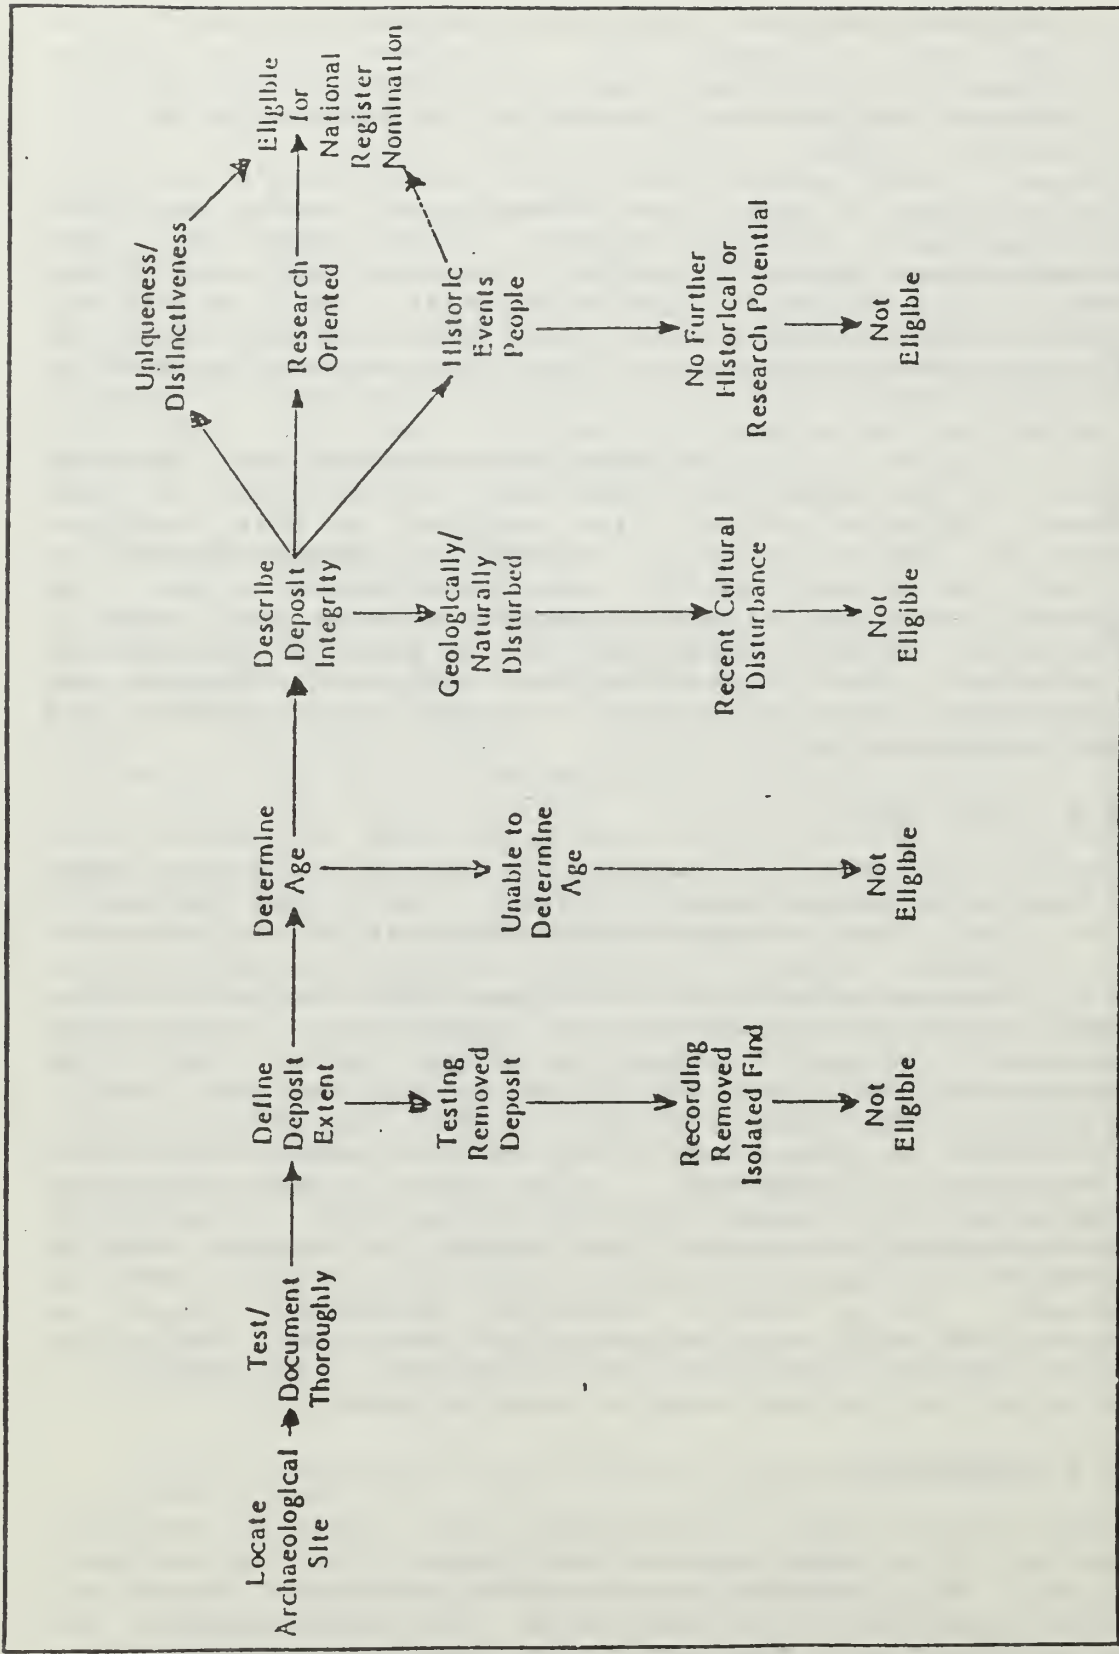 Locate
Archaeological
Site
Test/
Document
Thoroughly
Define
Deposit
Extent
Determine
Age
Describe
Deposit
Integrity
Uniqueness/
Distinctiveness
Research
Oriented
Historic
Events
People
Eligible
for
National
Register
Nomination
Testing
Removed
Deposit
Recording
Removed
Isolated Find
Not
Eligible
Unable to
Determine
Age
Not
Eligible
Geologically/
Naturally
Disturbed
Recent Cultural
Disturbance
Not
Eligible
No Further
Historical or
Research Potential
Not
Eligible